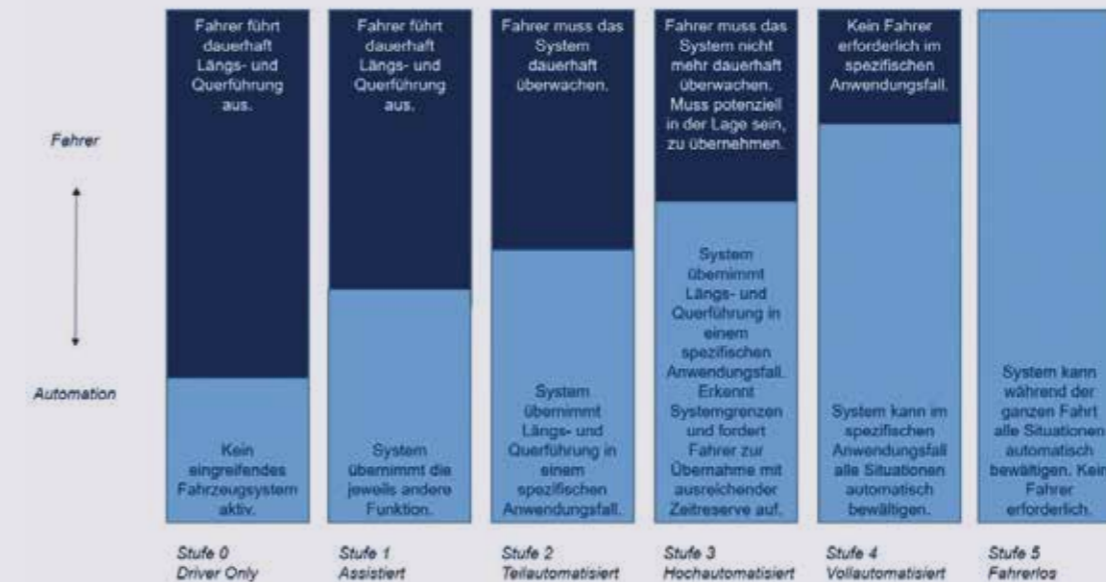 Fahrer führt
dauerhaft
Längs- und
Querführung
aus.
Fahrer führt
dauerhaft
Längs- und
Querführung
aus.
Fahrer muss das
System
dauerhaft
überwachen.
Fahrer muss das
System nicht
mehr dauerhaft
überwachen.
Muss potenziell
in der Lage sein,
zu übernehmen.
Kein Fahrer
erforderlich im
spezifischen
Anwendungsfall.
Fahrer
Automation
Kein
eingreifendes
Fahrzeugsystem
aktiv.
System
übernimmt die
jeweils andere
Funktion.
System
übernimmt
Längs- und
Querführung in
einem
spezifischen
Anwendungsfall.
System
übernimmt
Längs- und
Querführung in
einem
spezifischen
Anwendungsfall.
Erkennt
Systemgrenzen
und fordert
Fahrer zur
Übernahme mit
ausreichender
Zeitreserve auf.
System kann im
spezifischen
Anwendungsfall
alle Situationen
automatisch
bewältigen.
System kann
während der
ganzen Fahrt
alle Situationen
automatisch
bewältigen. Kein
Fahrer
erforderlich.
Stufe 0
Driver Only
Stufe 1
Assistiert
Stufe 2
Teilautomatisiert
Stufe 3
Hochautomatisiert
Stufe 4
Vollautomatisiert
Stufe 5
Fahrerlos